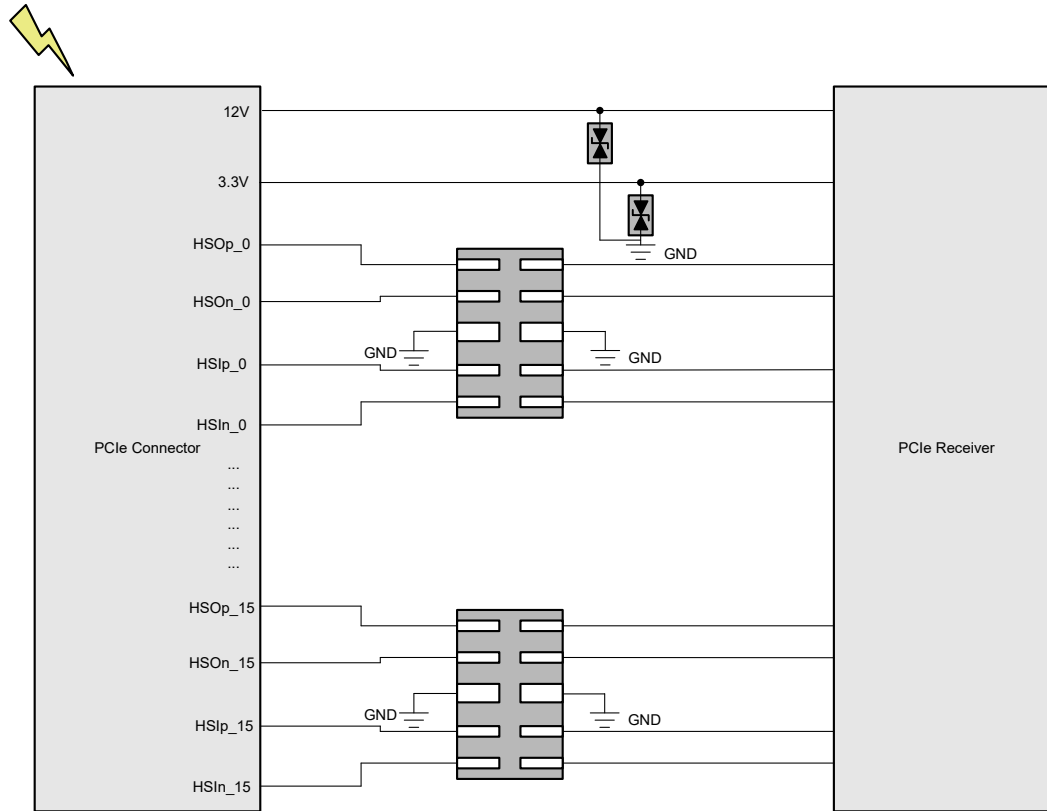 12V
3.3V
HSOp_0
GND
HSOn_0
GND
GND
HSIp_0
HSIn_0
PCIe Connector
PCIe Receiver
...
...
...
...
...
...
HSOp_15
HSOn_15
GND
GND
HSIp_15
HSIn_15